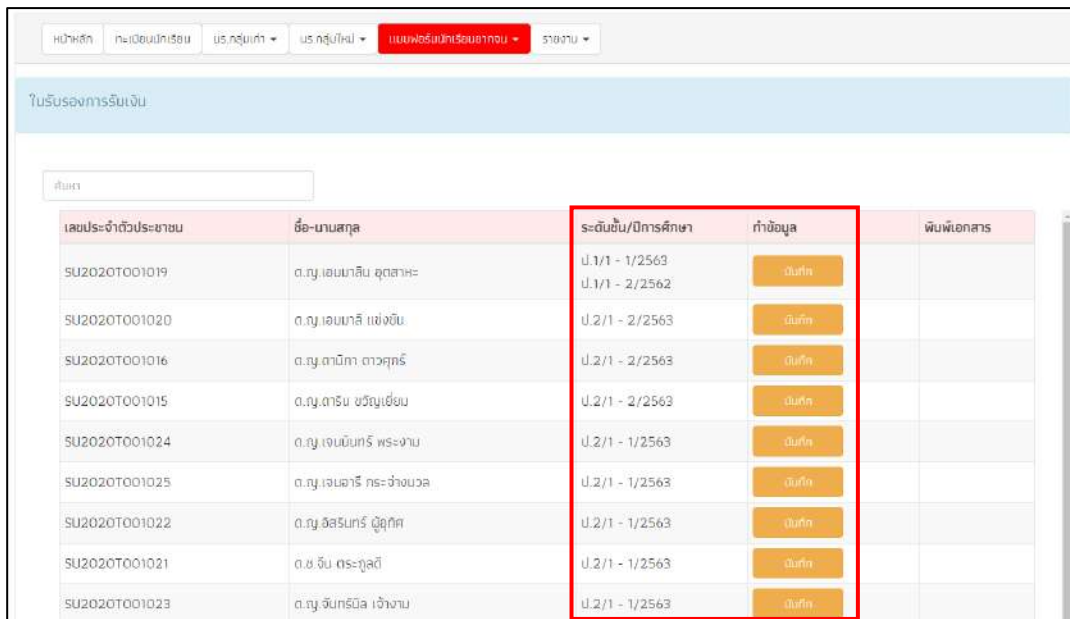 หน้าหลัก ทะเบียนนักเรียน นร.กลุ่มเก่า นร.กลุ่มใหม่ แบบฟอร์มนักเรียนยากจน รายงาน
ใบรับรองการรับเงิน
ค้นหา
เลขประจำตัวประชาชน ชื่อ-นามสกุล ระดับชั้น/ปีการศึกษา ทำข้อมูล พิมพ์เอกสาร
SU2020T001019 ด.ญ.เอมมาลีน อุตสาหะ ป.1/1 - 1/2563 บันทึก
ป.1/1 - 2/2562
SU2020T001020 ด.ญ.เอมมาลี แข่งขัน ป.2/1 - 2/2563 บันทึก
SU2020T001016 ด.ญ.ดามิกา ดาวศุกร์ ป.2/1 - 2/2563 บันทึก
SU2020T001015 ด.ญ.ดาริน ขวัญเยี่ยม ป.2/1 - 2/2563 บันทึก
SU2020T001024 ด.ญ.เจนนินทร์ พระงาม ป.2/1 - 1/2563 บันทึก
SU2020T001025 ด.ญ.เจนอารี กระจ่างนวล ป.2/1 - 1/2563 บันทึก
SU2020T001022 ด.ญ.อิสรินทร์ ผู้อุทิศ ป.2/1 - 1/2563 บันทึก
SU2020T001021 ด.ช.จีน ตระกูลดี ป.2/1 - 1/2563 บันทึก
SU2020T001023 ด.ญ.จันทร์นิล เจ้างาม ป.2/1 - 1/2563 บันทึก